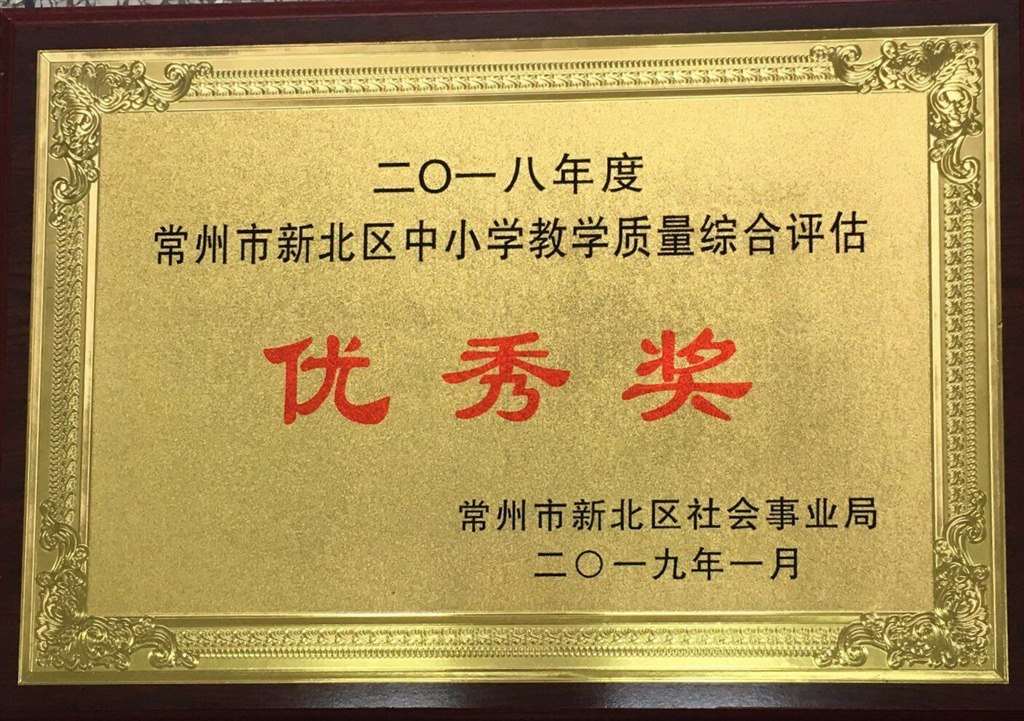 二〇一八年度
常州市新北区中小学教学质量综合评估
优秀奖
常州市新北区社会事业局
二〇一九年一月